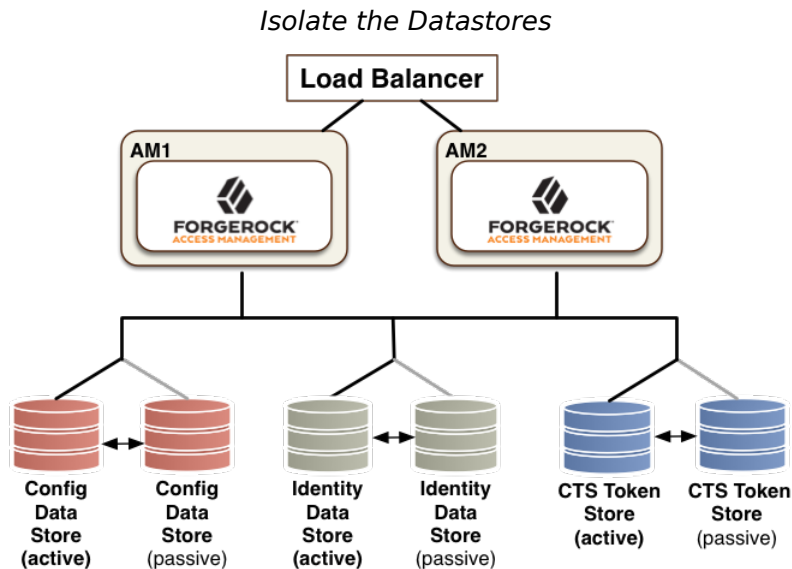 Isolate the Datastores
Load Balancer
AM1
FORGEROCK
ACCESS MANAGEMENT
AM2
FORGEROCK
ACCESS MANAGEMENT
Config
Data
Store
(active)
Config
Data
Store
(passive)
Identity
Data
Store
(active)
Identity
Data
Store
(passive)
CTS Token
Store
(active)
CTS Token
Store
(passive)